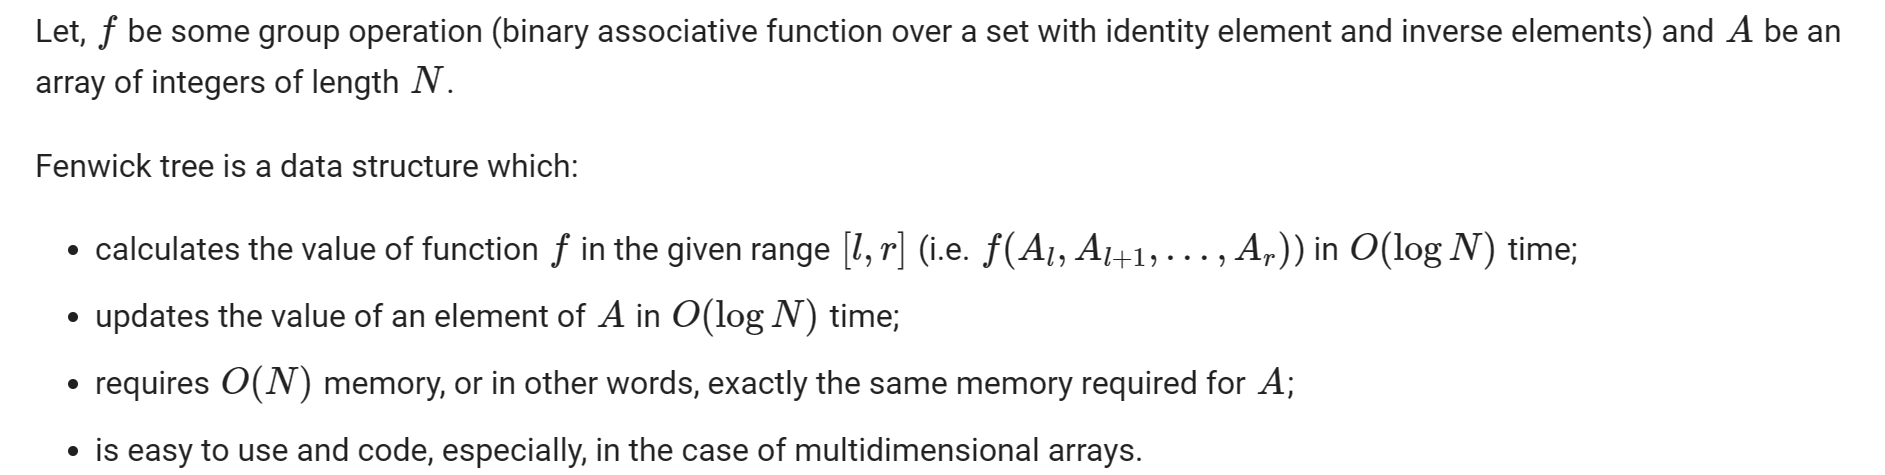 Let, f be some group operation (binary associative function over a set with identity element and inverse elements) and A be an
array of integers of length N.
Fenwick tree is a data structure which:
• calculates the value of function f in the given range [l, r] (i.e. f(A_l, A_{l+1}, …, A_r)) in O(log N) time;
• updates the value of an element of A in O(log N) time;
• requires O(N) memory, or in other words, exactly the same memory required for A;
• is easy to use and code, especially, in the case of multidimensional arrays.